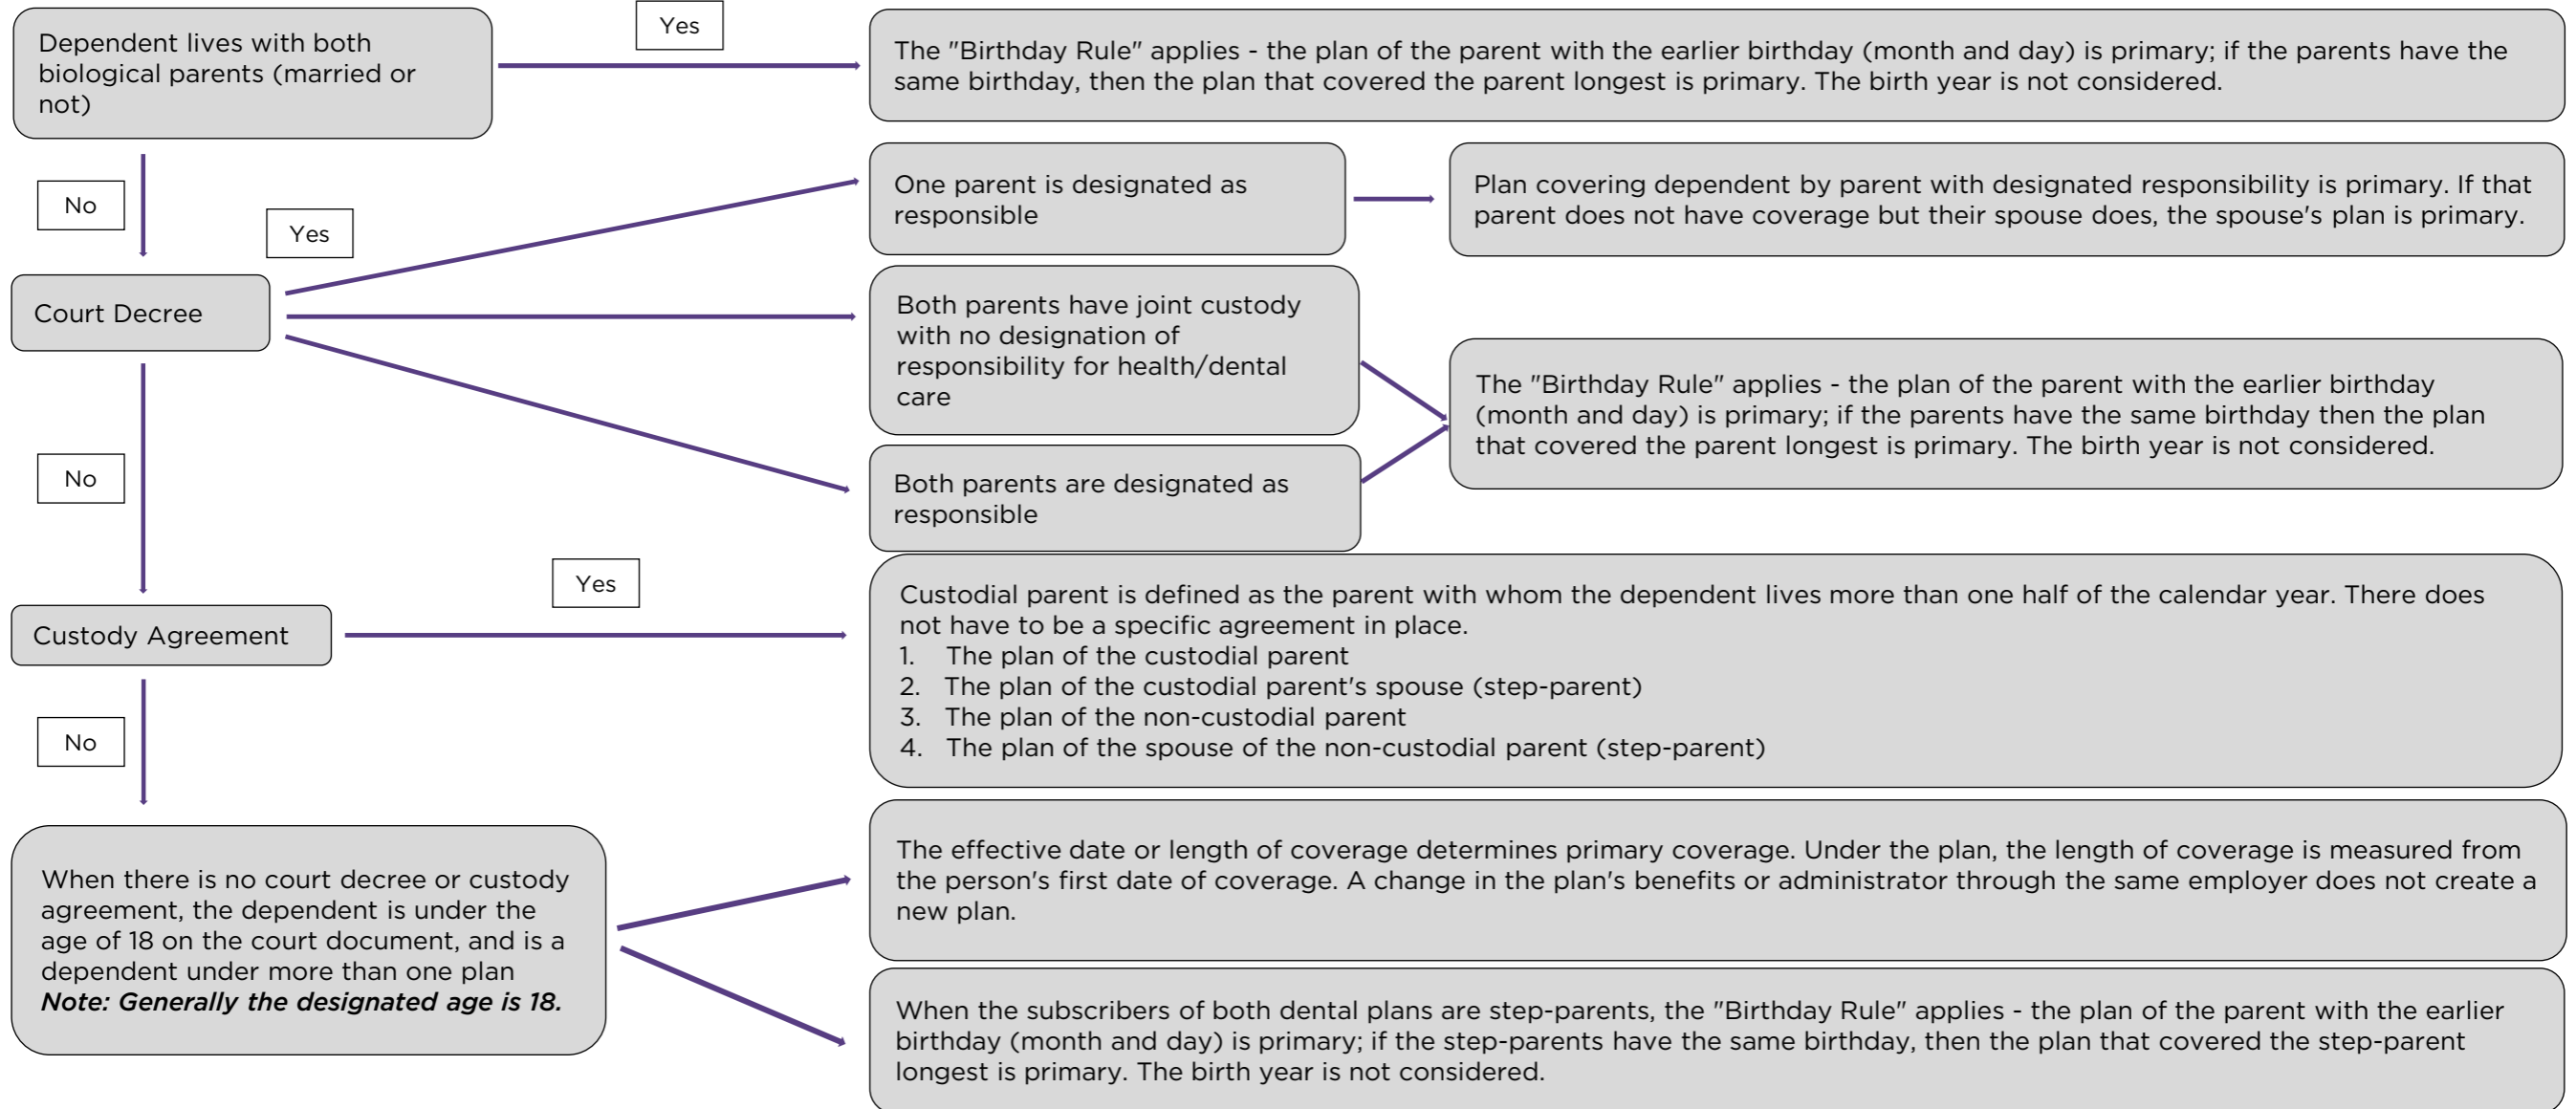 Dependent lives with both
biological parents (married or
not)
Yes
The "Birthday Rule" applies - the plan of the parent with the earlier birthday (month and day) is primary; if the parents have the
same birthday, then the plan that covered the parent longest is primary. The birth year is not considered.
No
Yes
One parent is designated as
responsible
Plan covering dependent by parent with designated responsibility is primary. If that
parent does not have coverage but their spouse does, the spouse's plan is primary.
Court Decree
Both parents have joint custody
with no designation of
responsibility for health/dental
care
The "Birthday Rule" applies - the plan of the parent with the earlier birthday
(month and day) is primary; if the parents have the same birthday then the plan
that covered the parent longest is primary. The birth year is not considered.
Both parents are designated as
responsible
No
Custody Agreement
Yes
Custodial parent is defined as the parent with whom the dependent lives more than one half of the calendar year. There does
not have to be a specific agreement in place.
1. The plan of the custodial parent
2. The plan of the custodial parent's spouse (step-parent)
3. The plan of the non-custodial parent
4. The plan of the spouse of the non-custodial parent (step-parent)
No
When there is no court decree or custody
agreement, the dependent is under the
age of 18 on the court document, and is a
dependent under more than one plan
Note: Generally the designated age is 18.
The effective date or length of coverage determines primary coverage. Under the plan, the length of coverage is measured from
the person's first date of coverage. A change in the plan's benefits or administrator through the same employer does not create a
new plan.
When the subscribers of both dental plans are step-parents, the "Birthday Rule" applies - the plan of the parent with the earlier
birthday (month and day) is primary; if the step-parents have the same birthday, then the plan that covered the step-parent
longest is primary. The birth year is not considered.